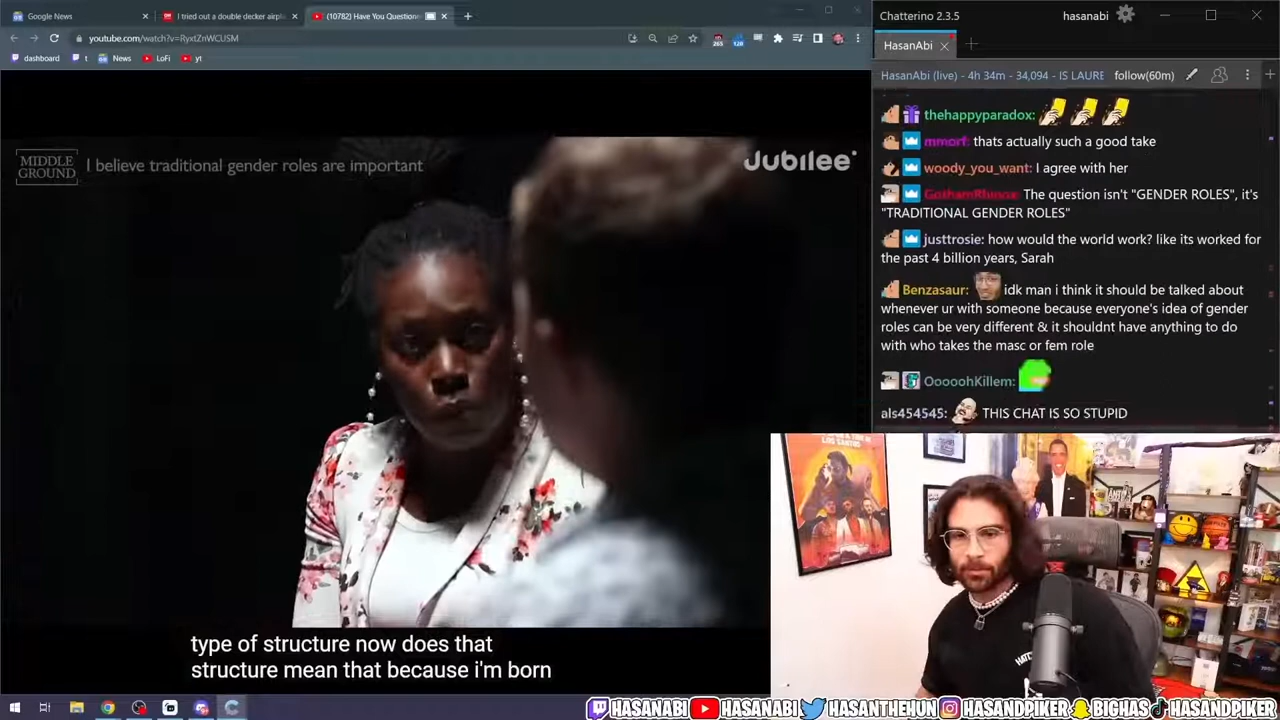 Google News
I tried out a double decker airpl
(10782) Have You Questione
youtube.com/watch?v=RyxtZnWCUSM
dashboard
t
News
LoFi
yt
MIDDLE
GROUND
I believe traditional gender roles are important
Jubilee
type of structure now does that
structure mean that because i'm born
Chatterino 2.3.5
hasanabi
HasanAbi
HasanAbi (live) - 4h 34m - 34,094 - IS LAURE
follow(60m)
thehappyparadox:
mmorf: thats actually such a good take
woody_you_want: I agree with her
GothamRhinox: The question isn't "GENDER ROLES", it's
"TRADITIONAL GENDER ROLES"
justtrosie: how would the world work? like its worked for
the past 4 billion years, Sarah
Benzasaur: idk man i think it should be talked about
whenever ur with someone because everyone's idea of gender
roles can be very different & it shouldnt have anything to do
with who takes the masc or fem role
OoooohKillem:
als454545: THIS CHAT IS SO STUPID
LOS SANTOS
HASANABI
HASANABI
HASANTHEHUN
HASANDPIKER
BIGHAS
HASANDPIKER